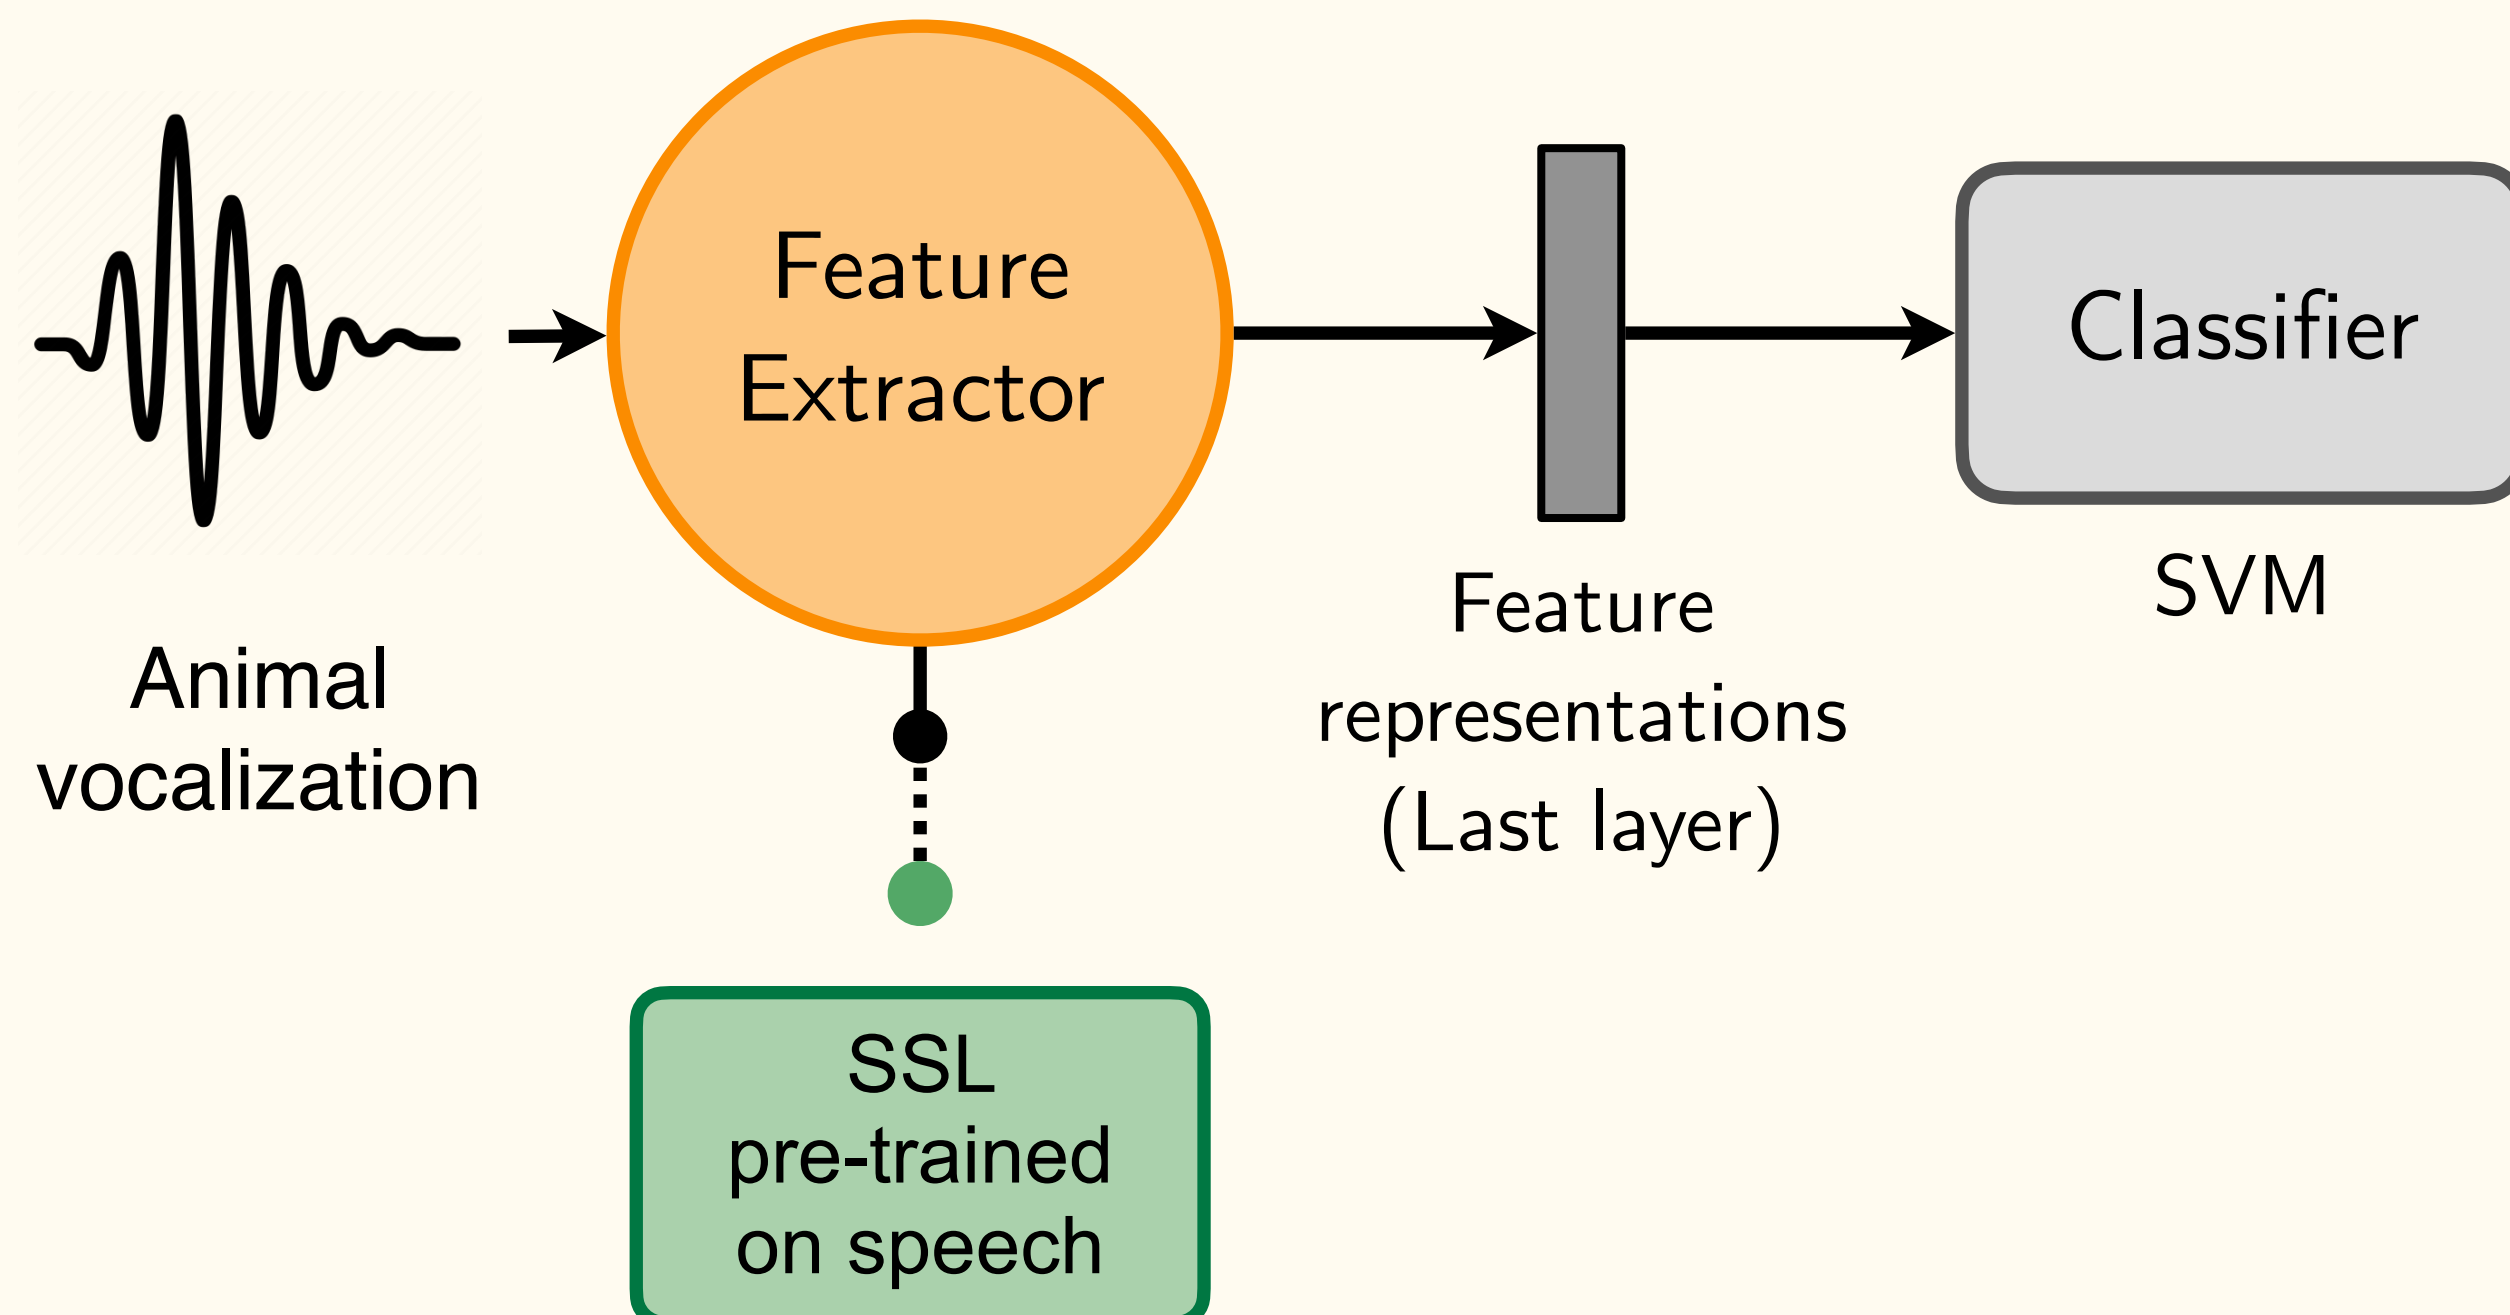 Animal
vocalization
Feature
Extractor
SSL
pre-trained
on speech
Feature
representations
(Last layer)
Classifier
SVM